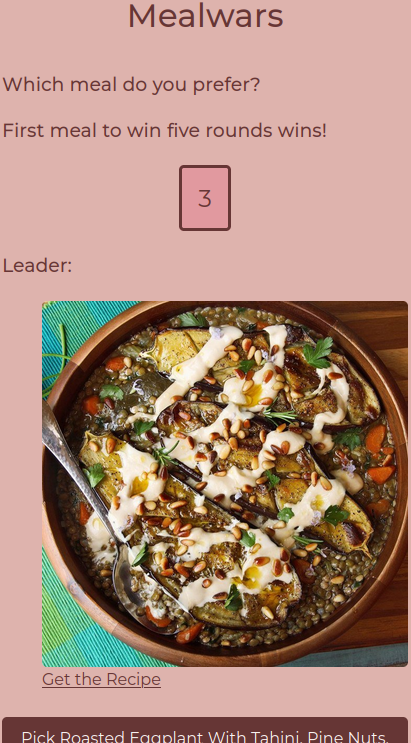 Mealwars
Which meal do you prefer?
First meal to win five rounds wins!
3
Leader:
Get the Recipe
Pick Roasted Eggplant With Tahini, Pine Nuts,